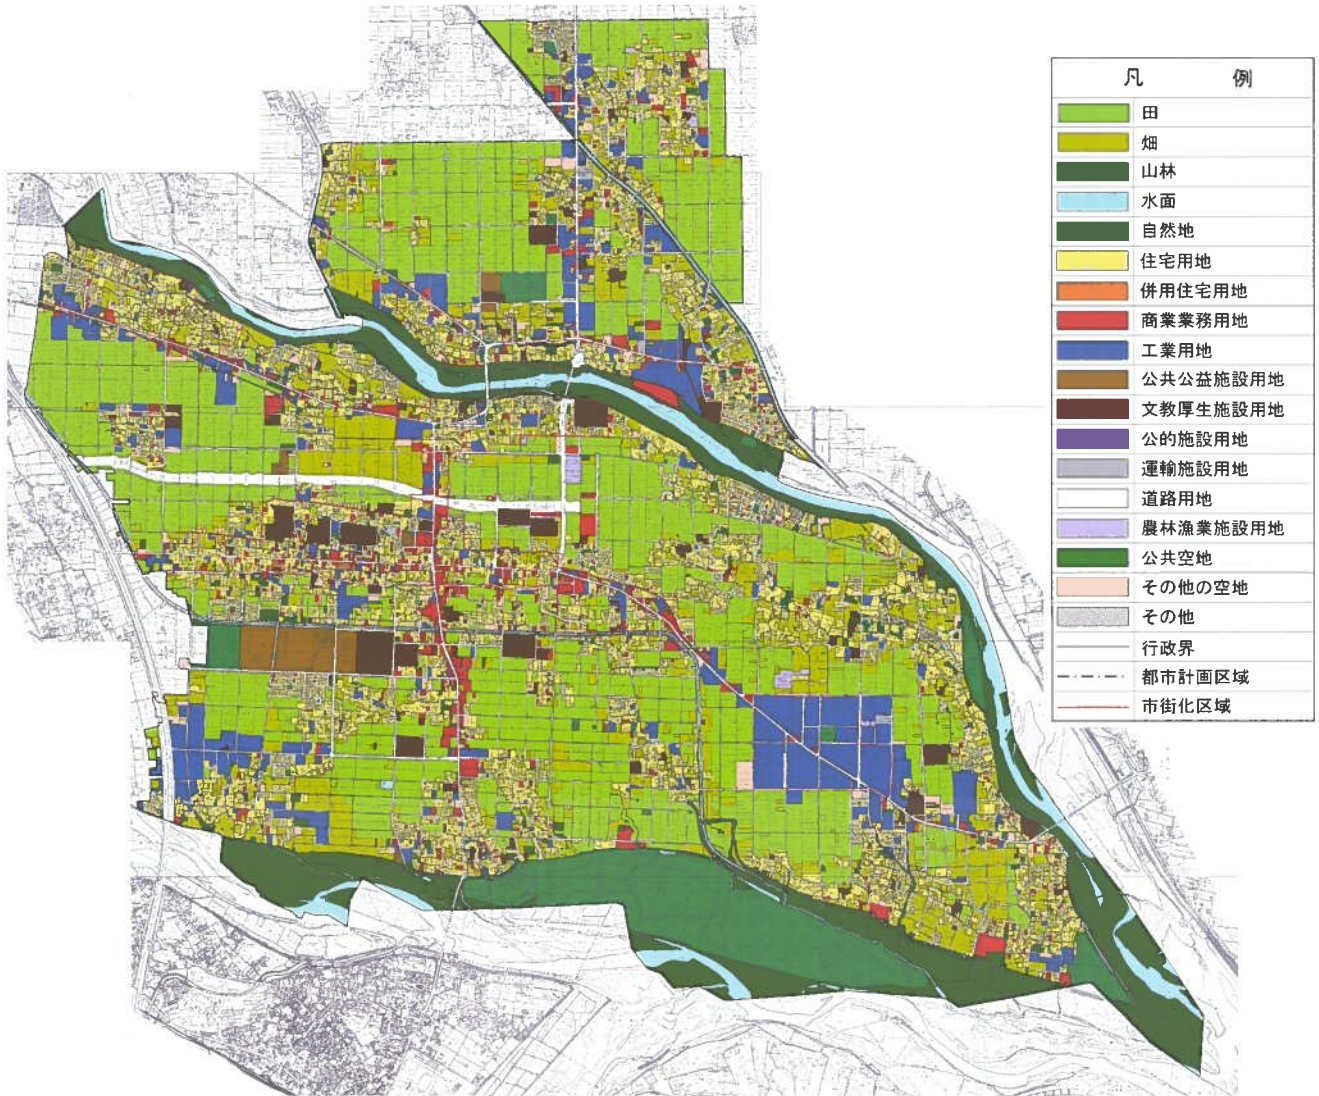 凡 例
田
畑
山林
水面
自然地
住宅用地
併用住宅用地
商業業務用地
工業用地
公共公益施設用地
文教厚生施設用地
公的施設用地
運輸施設用地
道路用地
農林漁業施設用地
公共空地
その他の空地
その他
行政界
都市計画区域
市街化区域